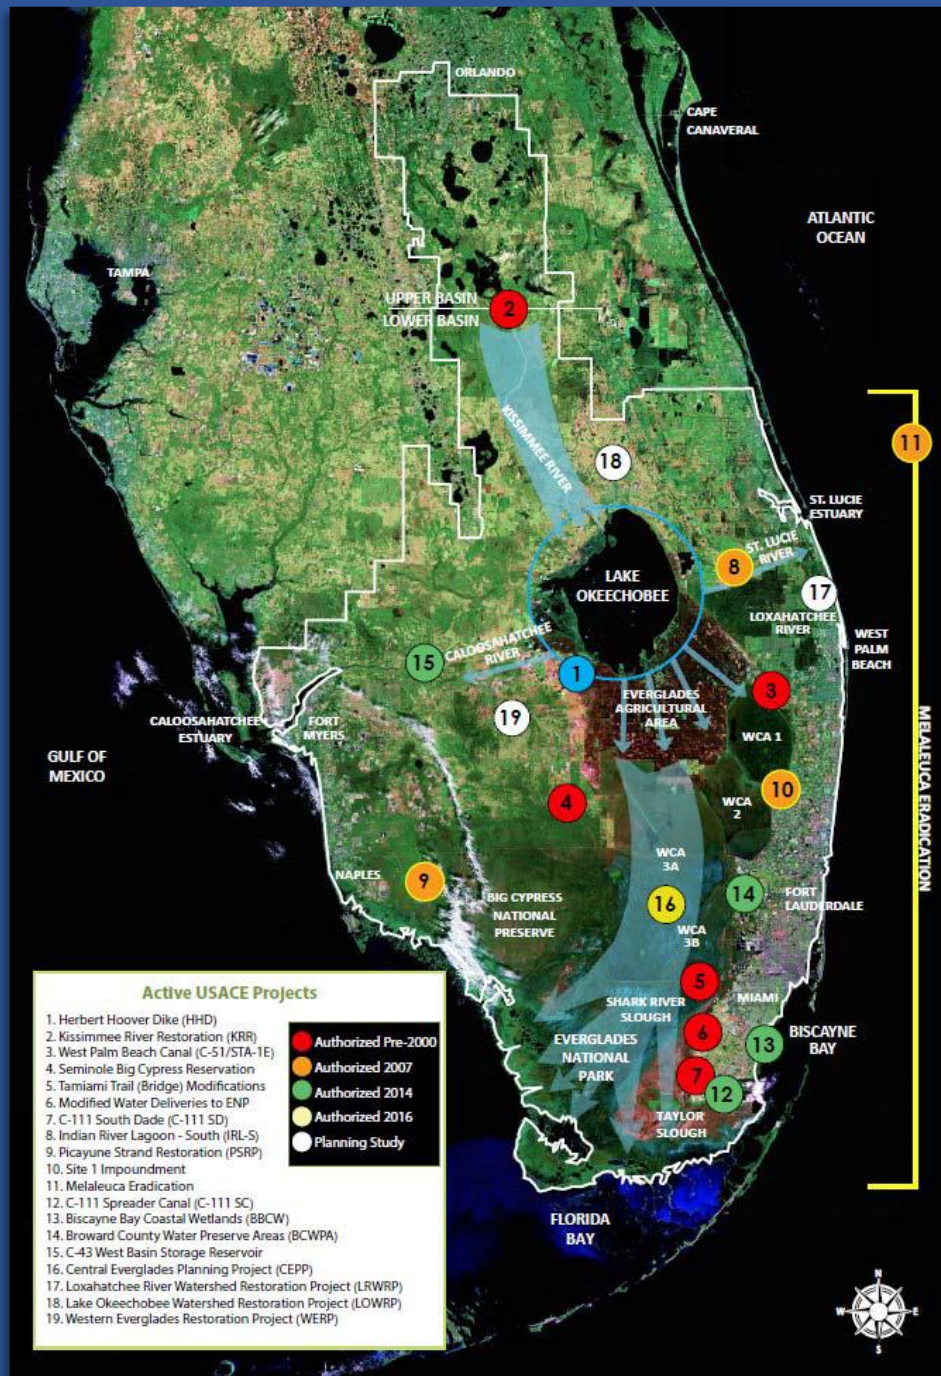 ORLANDO
CAPE
CANAVERAL
ATLANTIC
OCEAN
TAMPA
UPPER BASIN
LOWER BASIN
2
KISSIMMEE RIVER
18
11
ST. LUCIE
ESTUARY
ST. LUCIE
RIVER
8
LAKE
OKEECHOBEE
17
LOXAHATCHEE
RIVER
WEST
PALM
BEACH
CALOOSAHATCHEE
RIVER
15
1
3
EVERGLADES
AGRICULTURAL
AREA
19
CALOOSAHATCHEE
ESTUARY
FORT
MYERS
WCA 1
GULF OF
MEXICO
MELALEUCA ERADICATION
4
10
WCA
2
WCA
3A
NAPLES
9
BIG CYPRESS
NATIONAL
PRESERVE
16
14
FORT
LAUDERDALE
WCA
3B
5
SHARK RIVER
SLOUGH
MIAMI
6
13
BISCAYNE
BAY
EVERGLADES
NATIONAL
PARK
7
12
TAYLOR
SLOUGH
FLORIDA
BAY
Active USACE Projects
1. Herbert Hoover Dike (HHD)
2. Kissimmee River Restoration (KRR)
3. West Palm Beach Canal (C-51/STA-1E)
4. Seminole Big Cypress Reservation
5. Tamiami Trail (Bridge) Modifications
6. Modified Water Deliveries to ENP
7. C-111 South Dade (C-111 SD)
8. Indian River Lagoon - South (IRL-S)
9. Picayune Strand Restoration (PSRP)
10. Site 1 Impoundment
11. Melaleuca Eradication
12. C-111 Spreader Canal (C-111 SC)
13. Biscayne Bay Coastal Wetlands (BBCW)
14. Broward County Water Preserve Areas (BCWPA)
15. C-43 West Basin Storage Reservoir
16. Central Everglades Planning Project (CEPP)
17. Loxahatchee River Watershed Restoration Project (LRWRP)
18. Lake Okeechobee Watershed Restoration Project (LOWRP)
19. Western Everglades Restoration Project (WERP)
Authorized Pre-2000
Authorized 2007
Authorized 2014
Authorized 2016
Planning Study
N
W
E
S